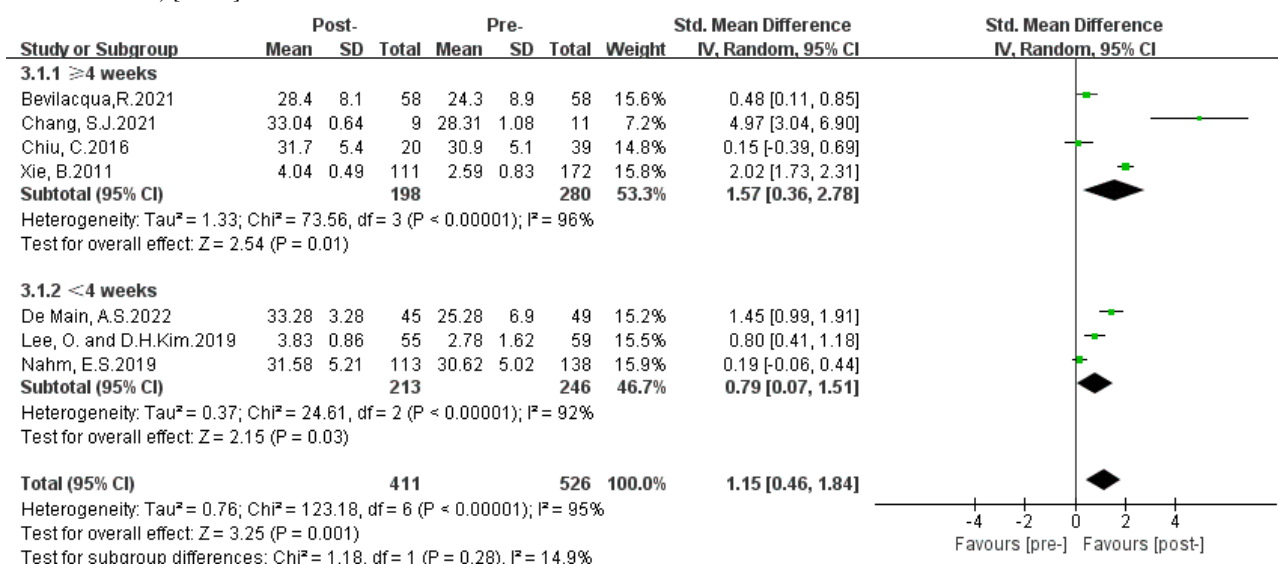 Post- Pre- Std. Mean Difference Std. Mean Difference
Study or Subgroup Mean SD Total Mean SD Total Weight IV, Random, 95% CI IV, Random, 95% CI
3.1.1 ≥4 weeks
Bevilacqua,R.2021 28.4 8.1 58 24.3 8.9 58 15.6% 0.48 [0.11, 0.85]
Chang, S.J.2021 33.04 0.64 9 28.31 1.08 11 7.2% 4.97 [3.04, 6.90]
Chiu, C.2016 31.7 5.4 20 30.9 5.1 39 14.8% 0.15 [-0.39, 0.69]
Xie, B.2011 4.04 0.49 111 2.59 0.83 172 15.8% 2.02 [1.73, 2.31]
Subtotal (95% CI) 198 280 53.3% 1.57 [0.36, 2.78]
Heterogeneity: Tau² = 1.33; Chi² = 73.56, df = 3 (P < 0.00001); I² = 96%
Test for overall effect: Z = 2.54 (P = 0.01)
3.1.2 <4 weeks
De Main, A.S.2022 33.28 3.28 45 25.28 6.9 49 15.2% 1.45 [0.99, 1.91]
Lee, O. and D.H.Kim.2019 3.83 0.86 55 2.78 1.62 59 15.5% 0.80 [0.41, 1.18]
Nahm, E.S.2019 31.58 5.21 113 30.62 5.02 138 15.9% 0.19 [-0.06, 0.44]
Subtotal (95% CI) 213 246 46.7% 0.79 [0.07, 1.51]
Heterogeneity: Tau² = 0.37; Chi² = 24.61, df = 2 (P < 0.00001); I² = 92%
Test for overall effect: Z = 2.15 (P = 0.03)
Total (95% CI) 411 526 100.0% 1.15 [0.46, 1.84]
Heterogeneity: Tau² = 0.76; Chi² = 123.18, df = 6 (P < 0.00001); I² = 95%
Test for overall effect: Z = 3.25 (P = 0.001)
Test for subgroup differences: Chi² = 1.18, df = 1 (P = 0.28), I² = 14.9%
-4 -2 0 2 4
Favours [pre-] Favours [post-]